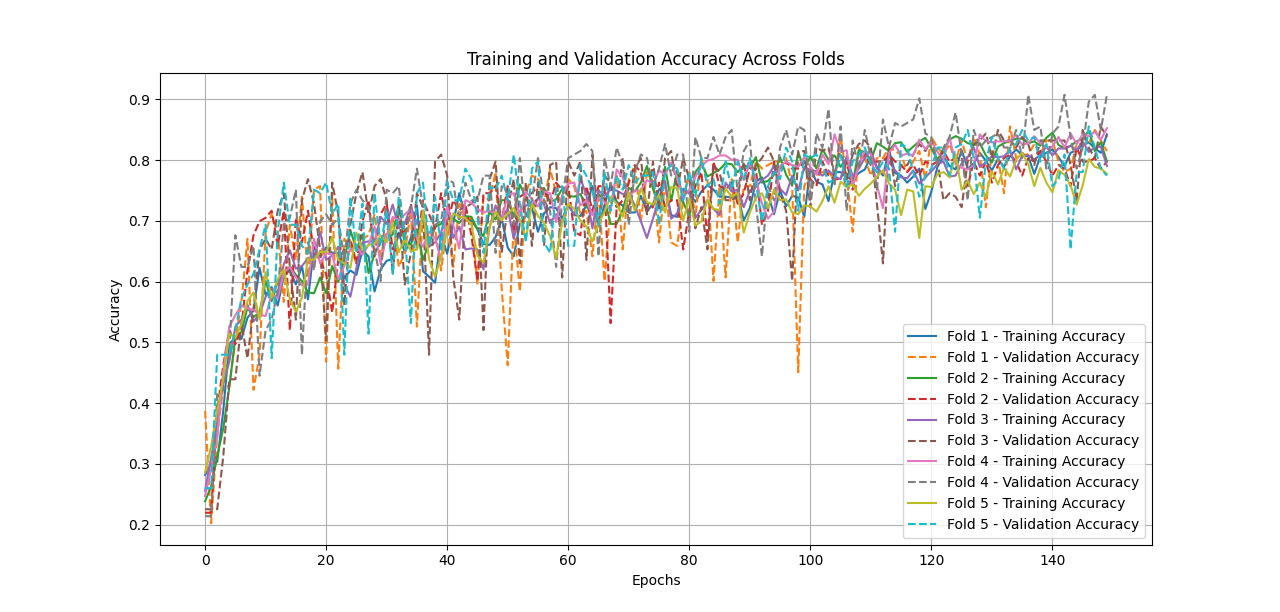 Training and Validation Accuracy Across Folds
Accuracy
0.9
0.8
0.7
0.6
0.5
0.4
0.3
0.2
Fold 1 - Training Accuracy
Fold 1 - Validation Accuracy
Fold 2 - Training Accuracy
Fold 2 - Validation Accuracy
Fold 3 - Training Accuracy
Fold 3 - Validation Accuracy
Fold 4 - Training Accuracy
Fold 4 - Validation Accuracy
Fold 5 - Training Accuracy
Fold 5 - Validation Accuracy
0 20 40 60 80 100 120 140
Epochs